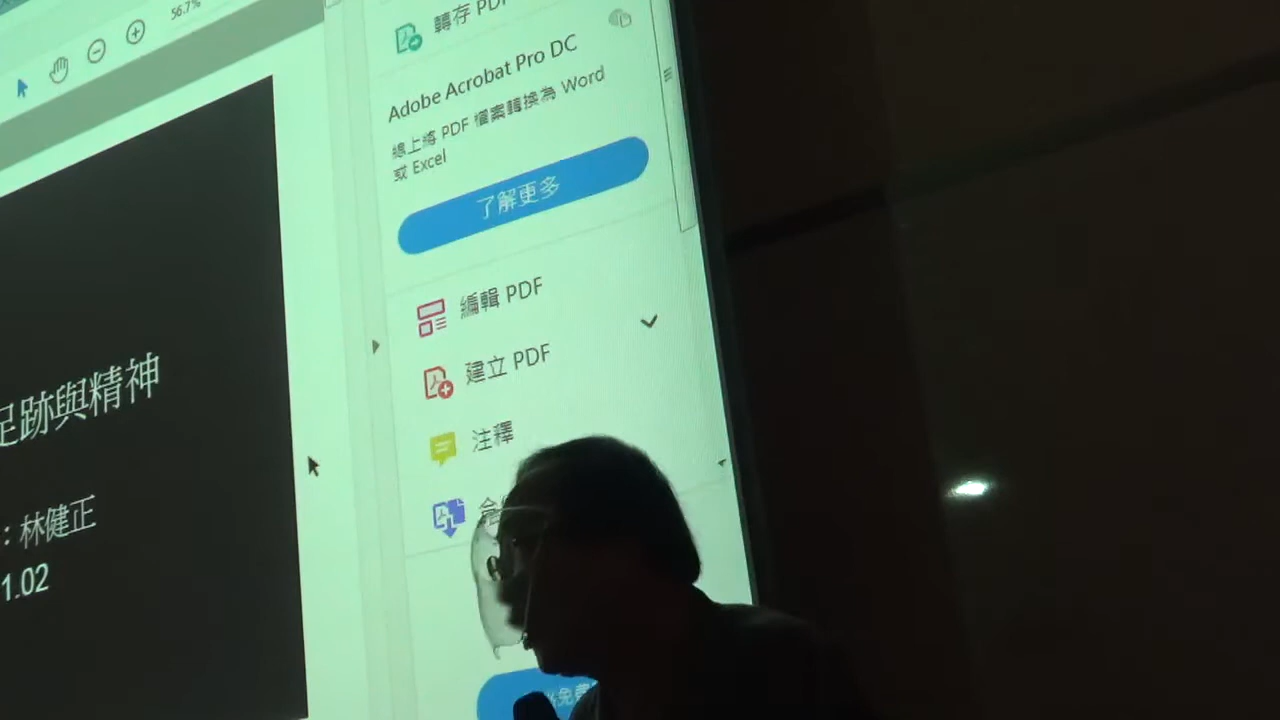 56.7%
轉存 PDF
Adobe Acrobat Pro DC
線上將 PDF 檔案轉換為 Word
或 Excel
了解更多
編輯 PDF
建立 PDF
注釋
足跡與精神
：林健正
1.02
免費